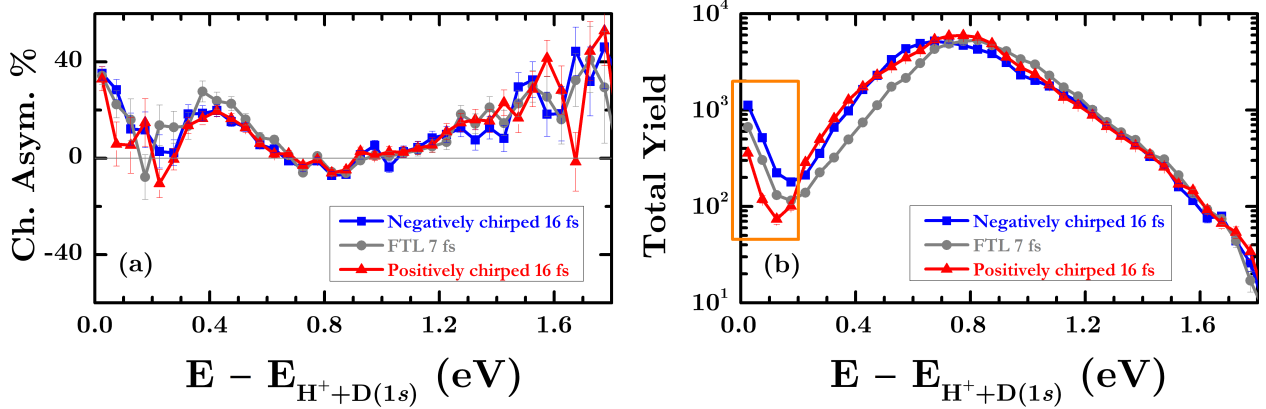 Ch. Asym. %
40
0
-40
(a)
Negatively chirped 16 fs
FTL 7 fs
Positively chirped 16 fs
0.0 0.4 0.8 1.2 1.6
E − E_{H⁺+D(1s)} (eV)
Total Yield
10⁴
10³
10²
10¹
(b)
Negatively chirped 16 fs
FTL 7 fs
Positively chirped 16 fs
0.0 0.4 0.8 1.2 1.6
E − E_{H⁺+D(1s)} (eV)